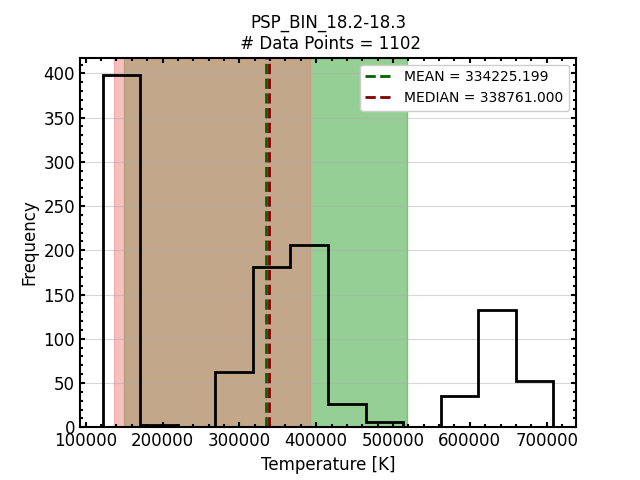 PSP_BIN_18.2-18.3
# Data Points = 1102
MEAN = 334225.199
MEDIAN = 338761.000
400
350
300
250
200
150
100
50
0
Frequency
100000 200000 300000 400000 500000 600000 700000
Temperature [K]